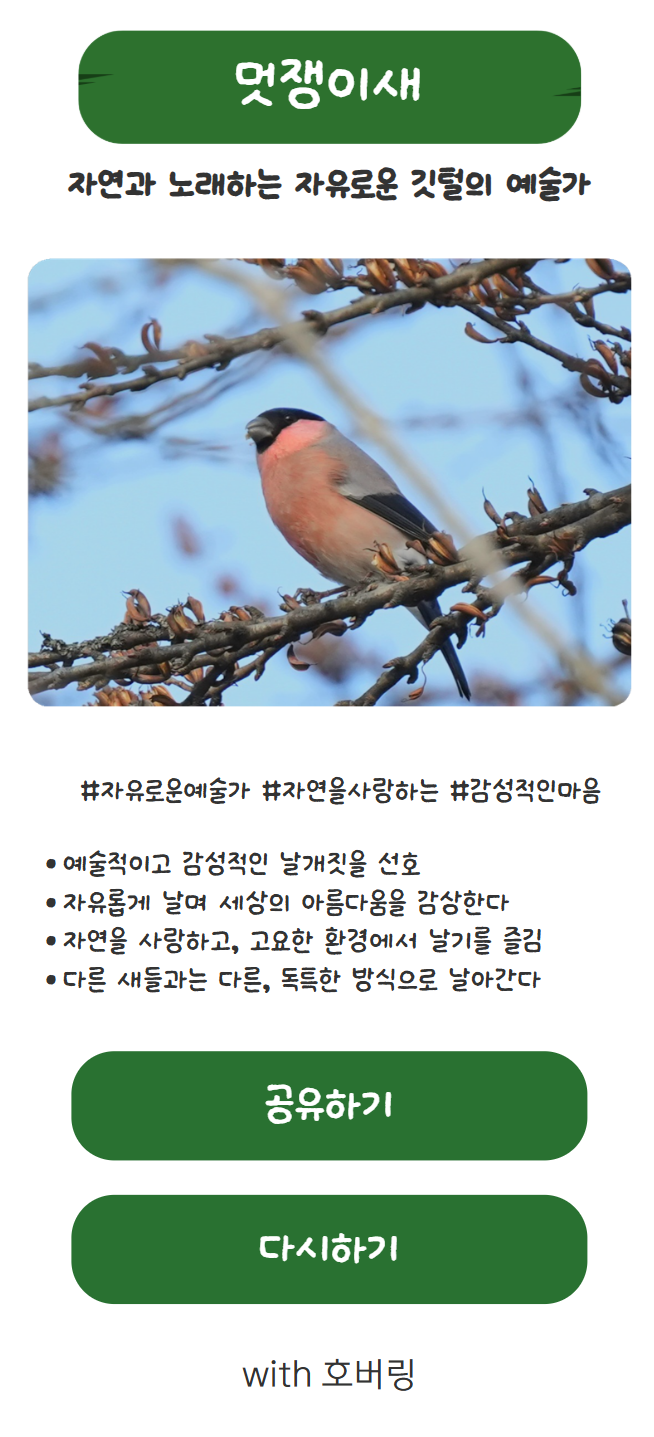 멋쟁이새
자연과 노래하는 자유로운 깃털의 예술가
#자유로운예술가 #자연을사랑하는 #감성적인마음
• 예술적이고 감성적인 날개짓을 선호
• 자유롭게 날며 세상의 아름다움을 감상한다
• 자연을 사랑하고, 고요한 환경에서 날기를 즐김
• 다른 새들과는 다른, 독특한 방식으로 날아간다
공유하기
다시하기
with 호버링